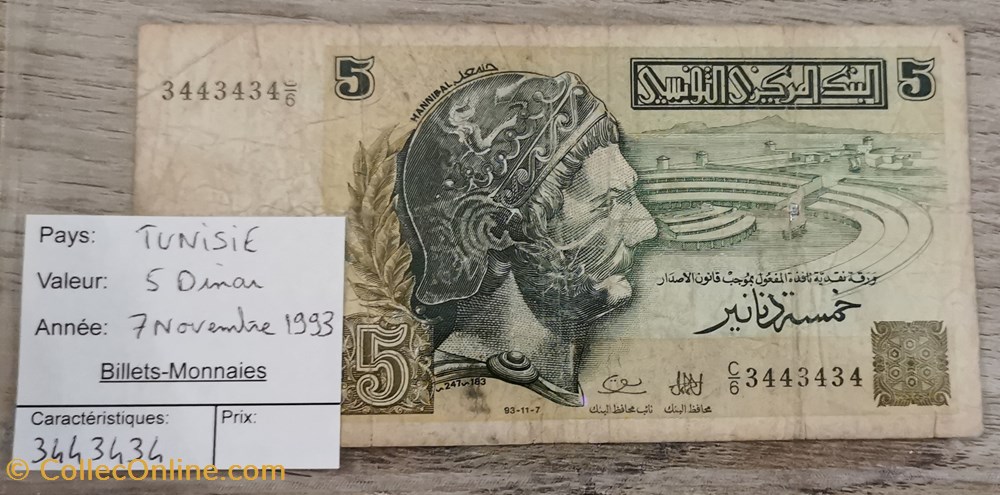 3443434 C/6
5
HANNIBAL حنبعل
البنك المركزي التونسي
5
ورقة نقدية نافذة المفعول بموجب قانون الاصدار
خمسة دنانير
5
247 183
93-11-7
نائب محافظ البنك
محافظ البنك
C/6 3443434
Pays: TUNISIE
Valeur: 5 Dinar
Année: 7 Novembre 1993
Billets-Monnaies
Caractéristiques:
Prix:
3443434
© CollecOnline.com